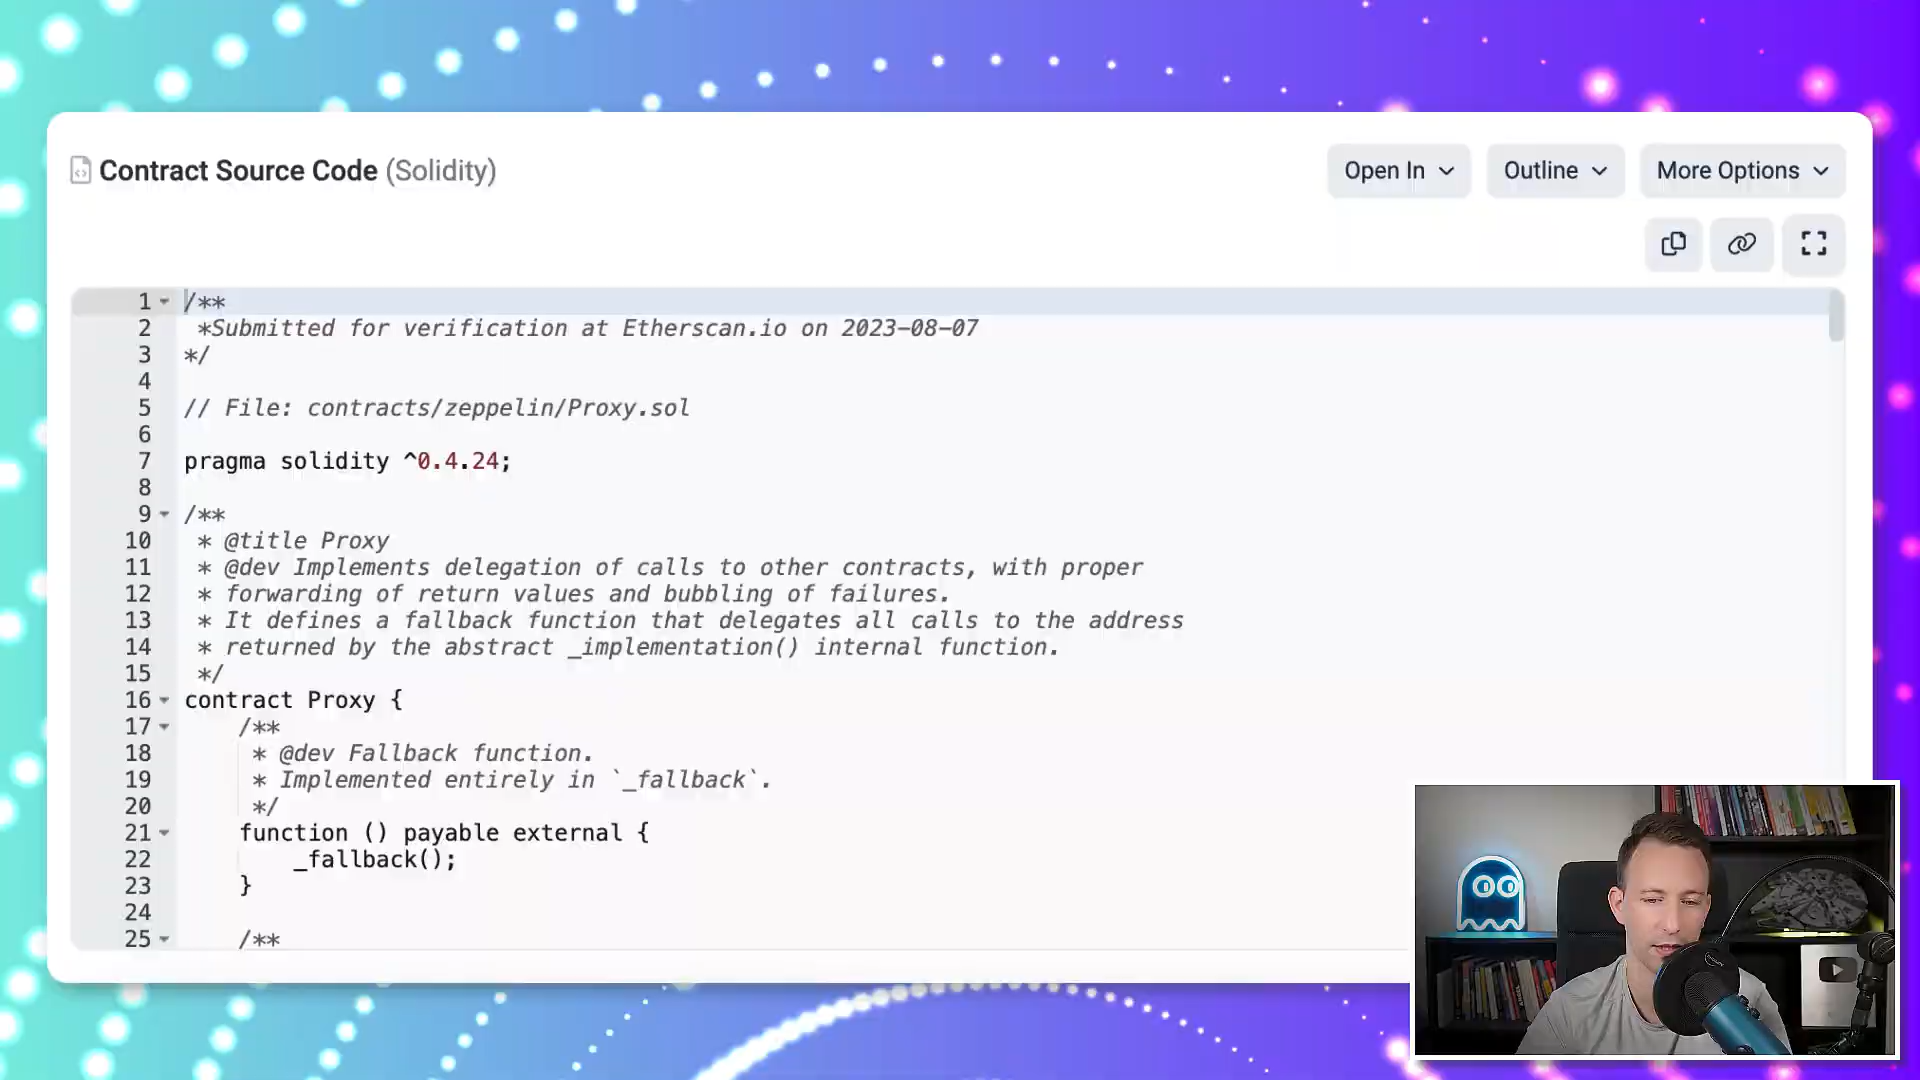 Contract Source Code (Solidity)
Open In
Outline
More Options
1 /**
2 *Submitted for verification at Etherscan.io on 2023-08-07
3 */
4
5 // File: contracts/zeppelin/Proxy.sol
6
7 pragma solidity ^0.4.24;
8
9 /**
10 * @title Proxy
11 * @dev Implements delegation of calls to other contracts, with proper
12 * forwarding of return values and bubbling of failures.
13 * It defines a fallback function that delegates all calls to the address
14 * returned by the abstract _implementation() internal function.
15 */
16 contract Proxy {
17 /**
18 * @dev Fallback function.
19 * Implemented entirely in `_fallback`.
20 */
21 function () payable external {
22 _fallback();
23 }
24
25 /**